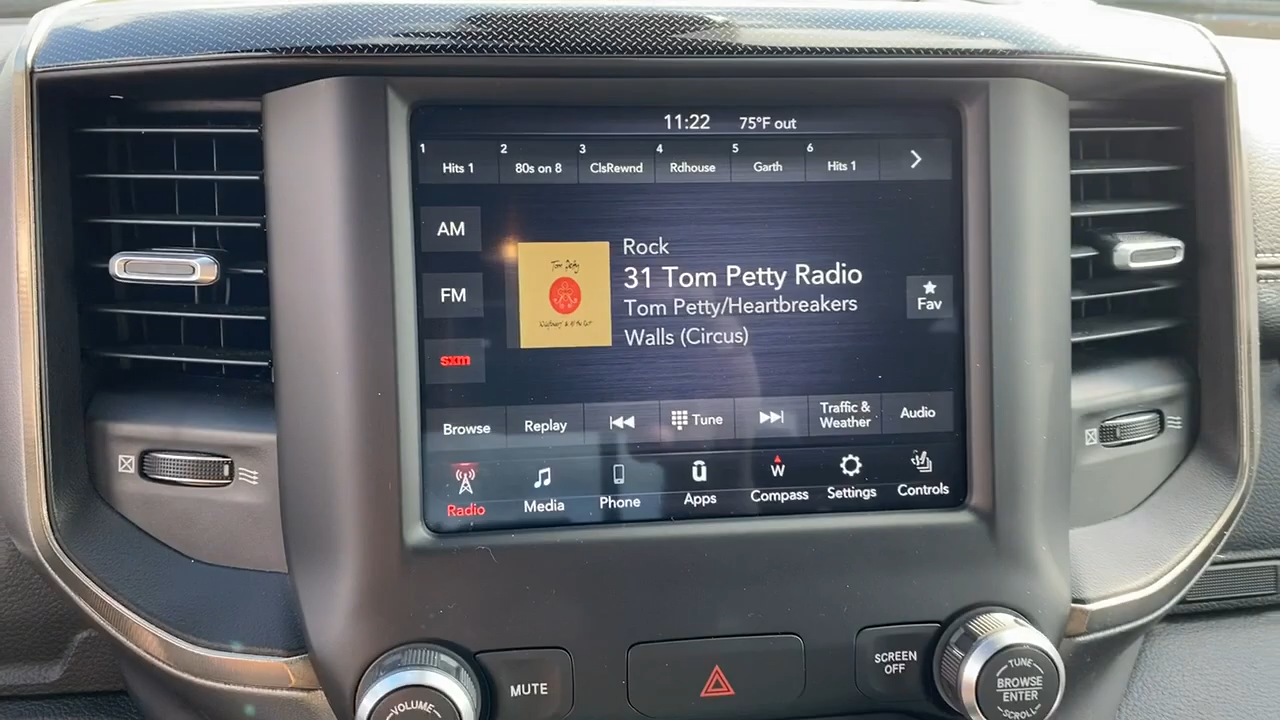 11:22 75°F out
1 Hits 1
2 80s on 8
3 ClsRewnd
4 Rdhouse
5 Garth
6 Hits 1
AM
FM
sxm
Tom Petty
Rock
31 Tom Petty Radio
Tom Petty/Heartbreakers
Walls (Circus)
Fav
Browse
Replay
Tune
Traffic &
Weather
Audio
Radio
Media
Phone
u
Apps
W
Compass
Settings
Controls
VOLUME
MUTE
SCREEN
OFF
TUNE
BROWSE
ENTER
SCROLL